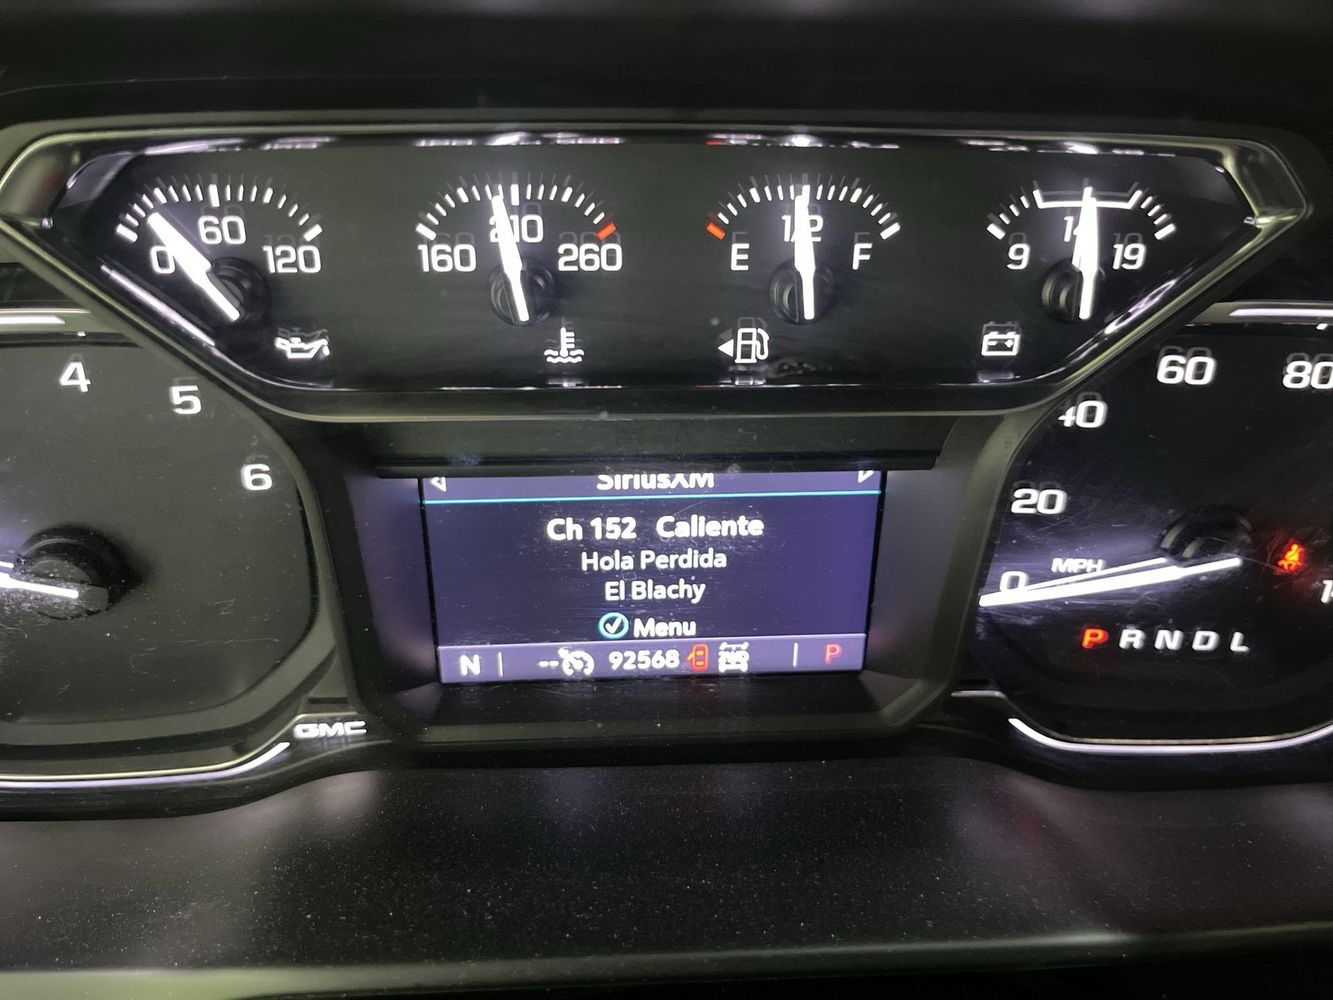 60
0
120
210
160
260
1/2
E
F
14
9
19
4
5
6
60
80
40
20
0
MPH
SiriusXM
Ch 152 Caliente
Hola Perdida
El Blachy
Menu
N -- 92568 2WD P
P R N D L
GMC